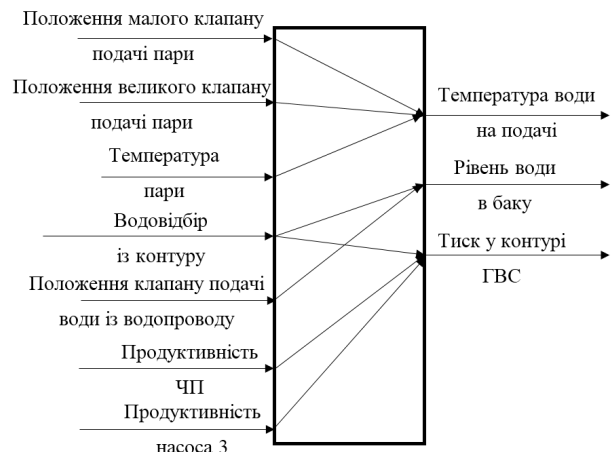 Положення малого клапану
подачі пари
Положення великого клапану
подачі пари
Температура
пари
Водовідбір
із контуру
Положення клапану подачі
води із водопроводу
Продуктивність
ЧП
Продуктивність
насоса 3
Температура води
на подачі
Рівень води
в баку
Тиск у контурі
ГВС